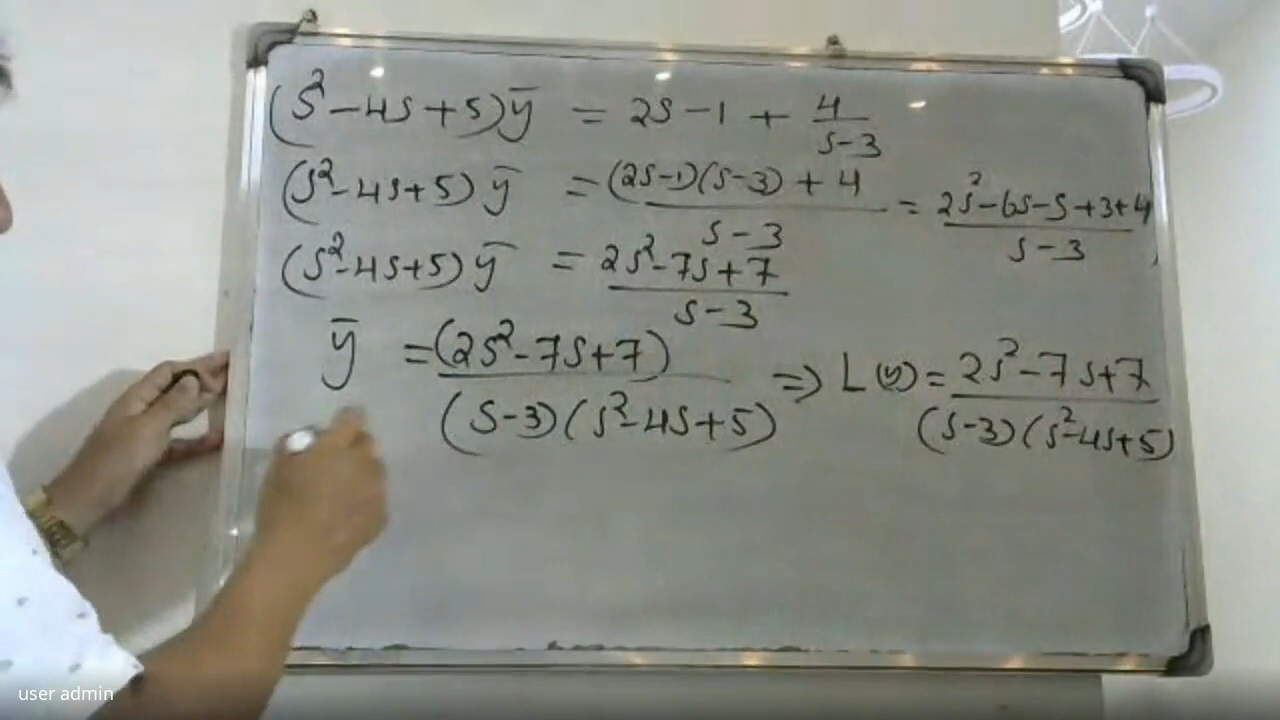 (s² - 4s + 5) ȳ = 2s - 1 + 4/(s-3)
(s² - 4s + 5) ȳ = ((2s-1)(s-3) + 4)/(s-3) = (2s² - 6s - s + 3 + 4)/(s-3)
(s² - 4s + 5) ȳ = (2s² - 7s + 7)/(s-3)
ȳ = (2s² - 7s + 7)/((s-3)(s² - 4s + 5)) ⇒ L(y) = (2s² - 7s + 7)/((s-3)(s² - 4s + 5))
user admin